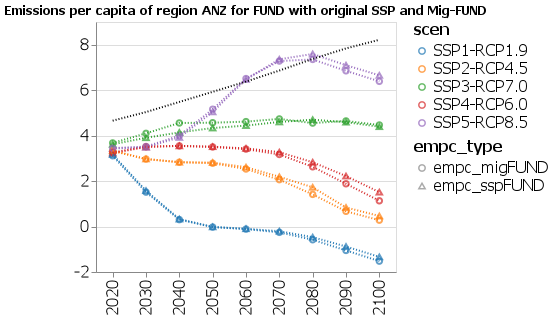 Emissions per capita of region ANZ for FUND with original SSP and Mig-FUND
scen
SSP1-RCP1.9
SSP2-RCP4.5
SSP3-RCP7.0
SSP4-RCP6.0
SSP5-RCP8.5
empc_type
empc_migFUND
empc_sspFUND
8
6
4
2
0
-2
2020
2030
2040
2050
2060
2070
2080
2090
2100